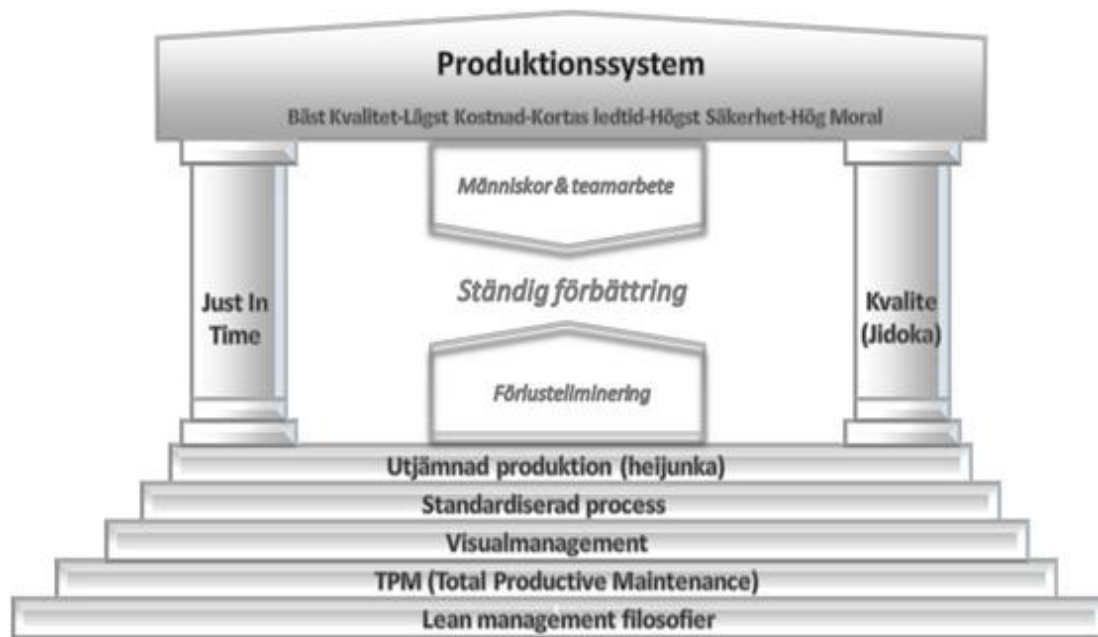 Produktionssystem
Bäst Kvalitet-Lägst Kostnad-Kortas ledtid-Högst Säkerhet-Hög Moral
Människor & teamarbete
Ständig förbättring
Just In
Time
Kvalite
(Jidoka)
Förlusteliminering
Utjämnad produktion (heijunka)
Standardiserad process
Visualmanagement
TPM (Total Productive Maintenance)
Lean management filosofier